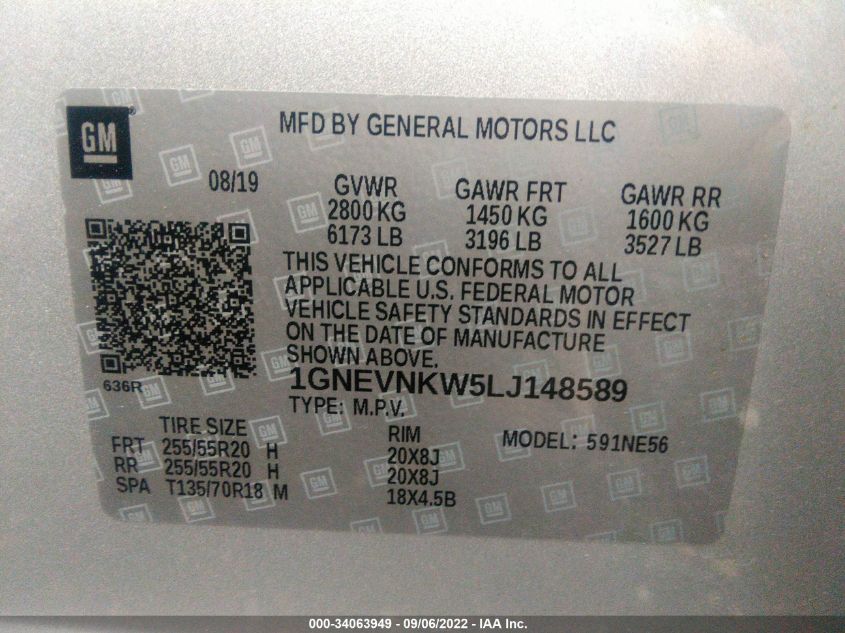 GM
MFD BY GENERAL MOTORS LLC
08/19
GVWR GAWR FRT GAWR RR
2800 KG 1450 KG 1600 KG
6173 LB 3196 LB 3527 LB
THIS VEHICLE CONFORMS TO ALL
APPLICABLE U.S. FEDERAL MOTOR
VEHICLE SAFETY STANDARDS IN EFFECT
ON THE DATE OF MANUFACTURE
SHOWN ABOVE.
636R
1GNEVNKW5LJ148589
TYPE: M.P.V.
TIRE SIZE RIM MODEL: 591NE56
FRT 255/55R20 H 20X8J
RR 255/55R20 H 20X8J
SPA T135/70R18 M 18X4.5B
000-34063949 - 09/06/2022 - IAA Inc.